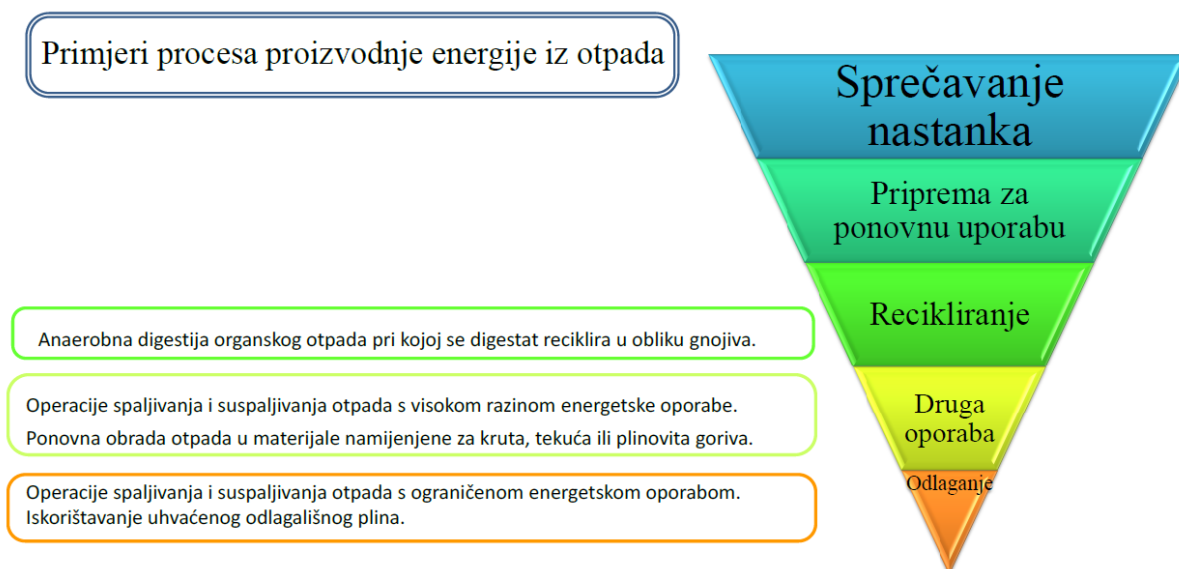 Primjeri procesa proizvodnje energije iz otpada
Sprečavanje
nastanka
Priprema za
ponovnu uporabu
Recikliranje
Anaerobna digestija organskog otpada pri kojoj se digestat reciklira u obliku gnojiva.
Druga
oporaba
Operacije spaljivanja i suspaljivanja otpada s visokom razinom energetske oporabe.
Ponovna obrada otpada u materijale namijenjene za kruta, tekuća ili plinovita goriva.
Odlaganje
Operacije spaljivanja i suspaljivanja otpada s ograničenom energetskom oporabom.
Iskorištavanje uhvaćenog odlagališnog plina.